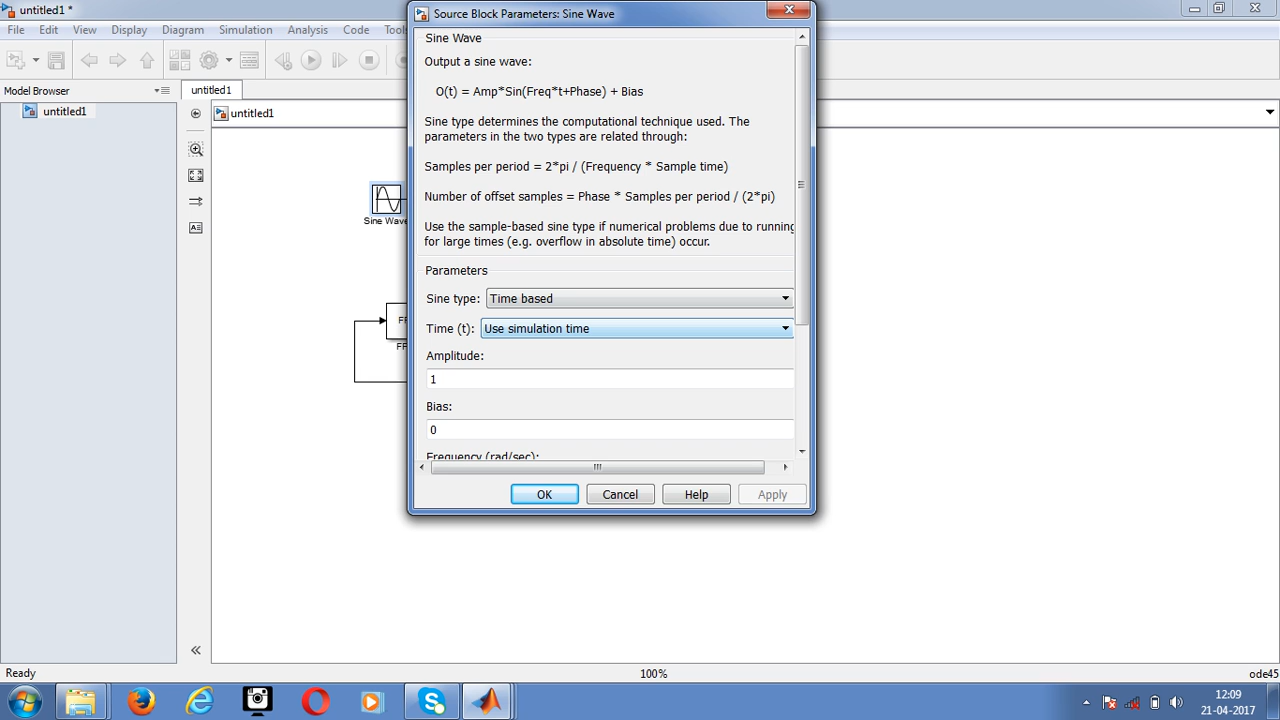 untitled1 *
Source Block Parameters: Sine Wave
File Edit View Display Diagram Simulation Analysis Code
Model Browser
untitled1
untitled1
untitled1
Sine Wave
Sine Wave
Output a sine wave:
O(t) = Amp*Sin(Freq*t+Phase) + Bias
Sine type determines the computational technique used. The
parameters in the two types are related through:
Samples per period = 2*pi / (Frequency * Sample time)
Number of offset samples = Phase * Samples per period / (2*pi)
Use the sample-based sine type if numerical problems due to running
for large times (e.g. overflow in absolute time) occur.
Parameters
Sine type: Time based
Time (t): Use simulation time
Amplitude:
1
Bias:
0
Frequency (rad/sec):
OK Cancel Help Apply
Ready
100%
ode45
12:09
21-04-2017